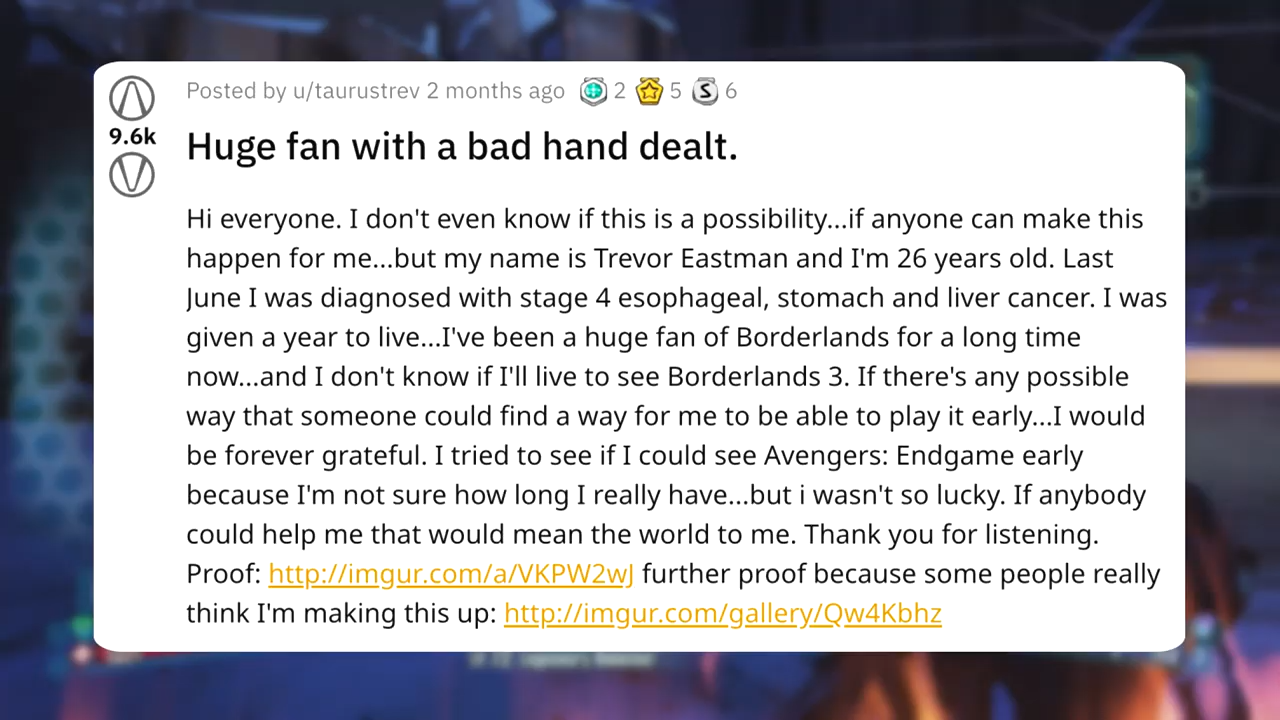 Posted by u/taurustrev 2 months ago 2 5 S 6
9.6k
Huge fan with a bad hand dealt.
Hi everyone. I don't even know if this is a possibility...if anyone can make this
happen for me...but my name is Trevor Eastman and I'm 26 years old. Last
June I was diagnosed with stage 4 esophageal, stomach and liver cancer. I was
given a year to live...I've been a huge fan of Borderlands for a long time
now...and I don't know if I'll live to see Borderlands 3. If there's any possible
way that someone could find a way for me to be able to play it early...I would
be forever grateful. I tried to see if I could see Avengers: Endgame early
because I'm not sure how long I really have...but i wasn't so lucky. If anybody
could help me that would mean the world to me. Thank you for listening.
Proof: http://imgur.com/a/VKPW2wJ further proof because some people really
think I'm making this up: http://imgur.com/gallery/Qw4Kbhz